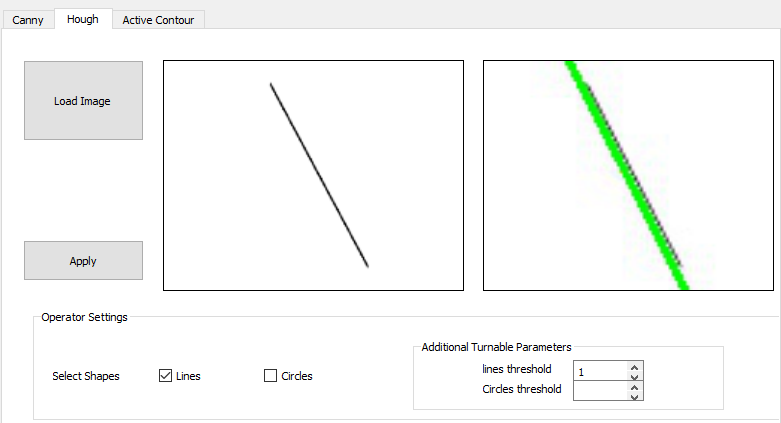 Canny Hough Active Contour
Load Image
Apply
Operator Settings
Select Shapes Lines Circles
Additional Turnable Parameters
lines threshold 1
Circles threshold